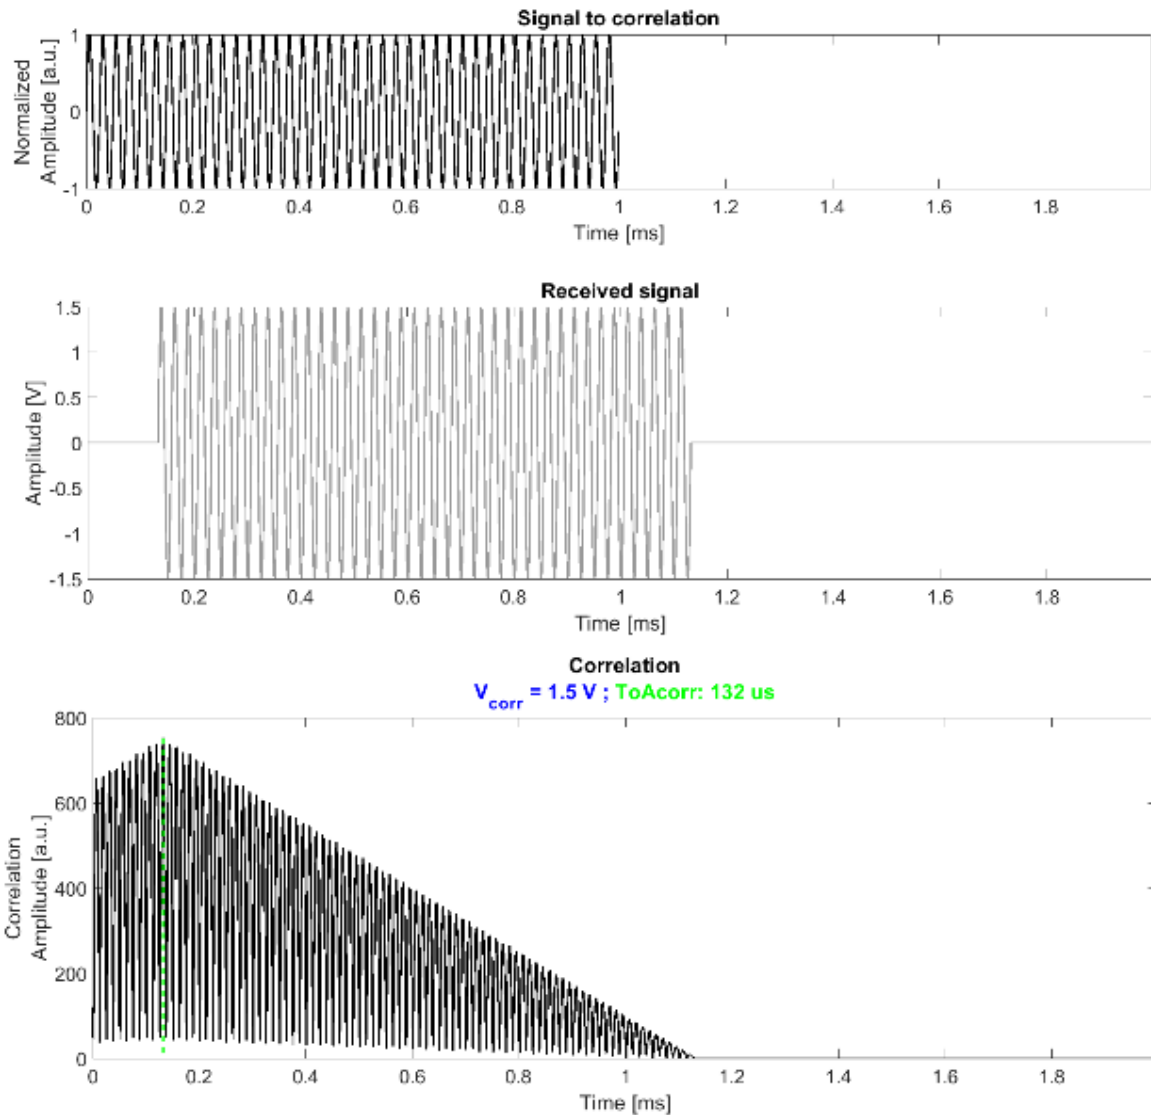 Signal to correlation
Normalized
Amplitude [a.u.]
1
0
-1
0 0.2 0.4 0.6 0.8 1 1.2 1.4 1.6 1.8
Time [ms]
Received signal
Amplitude [V]
1.5
1
0.5
0
-0.5
-1
-1.5
0 0.2 0.4 0.6 0.8 1 1.2 1.4 1.6 1.8
Time [ms]
Correlation
Vcorr = 1.5 V ; ToAcorr: 132 us
Correlation
Amplitude [a.u.]
800
600
400
200
0
0 0.2 0.4 0.6 0.8 1 1.2 1.4 1.6 1.8
Time [ms]